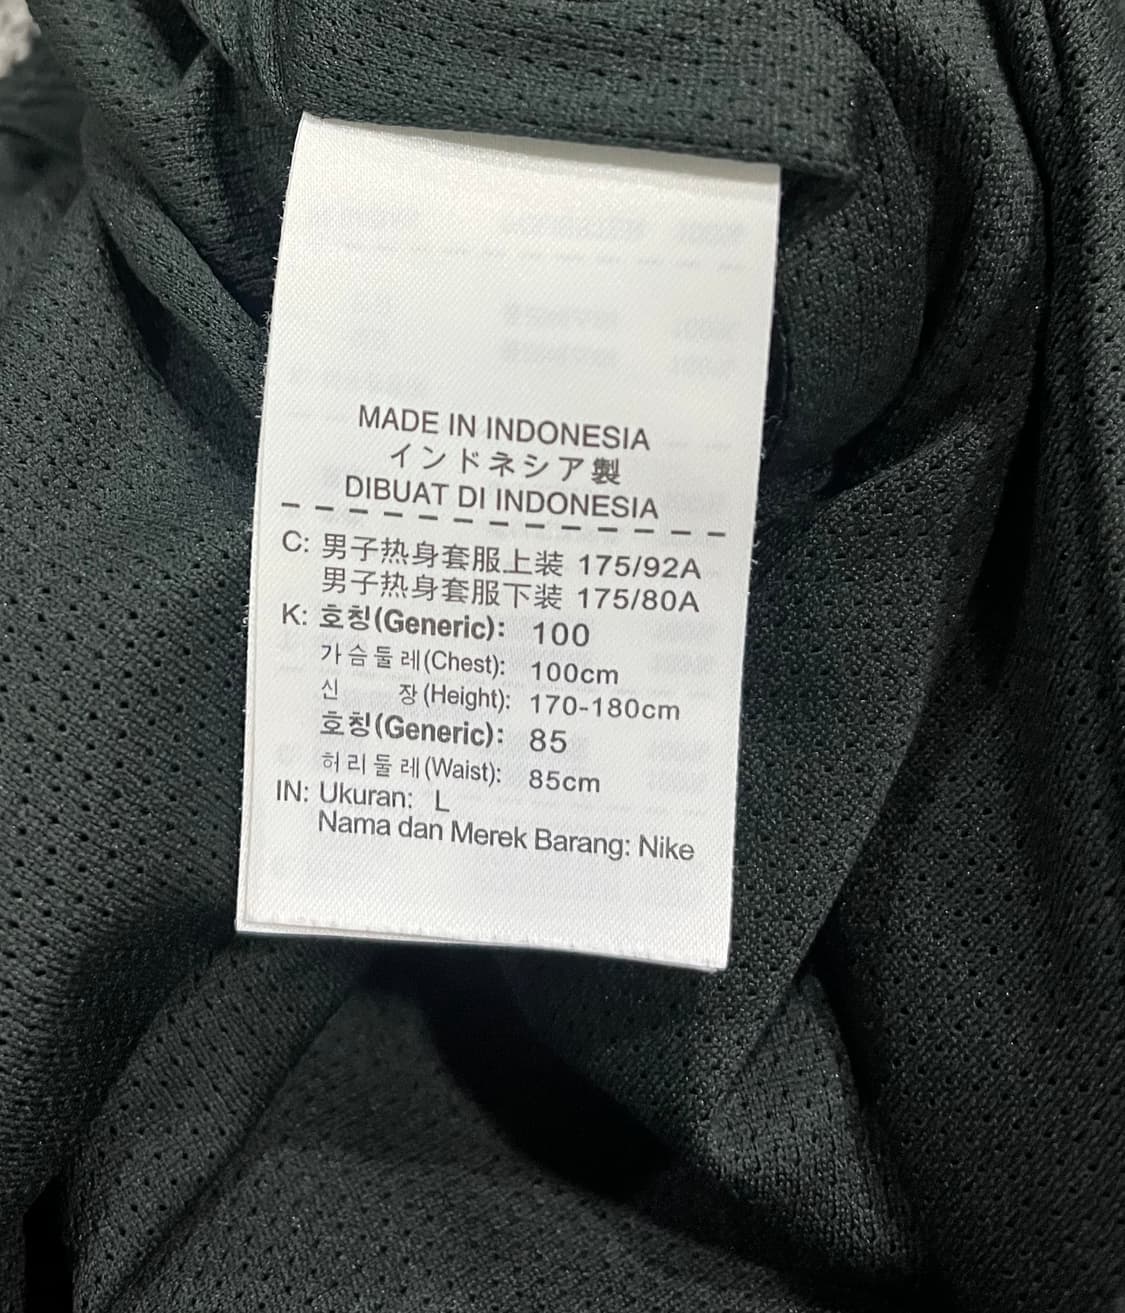 MADE IN INDONESIA
インドネシア製
DIBUAT DI INDONESIA
C: 男子热身套服上装 175/92A
男子热身套服下装 175/80A
K: 호칭(Generic): 100
가슴둘레(Chest): 100cm
신 장(Height): 170-180cm
호칭(Generic): 85
허리둘레(Waist): 85cm
IN: Ukuran: L
Nama dan Merek Barang: Nike